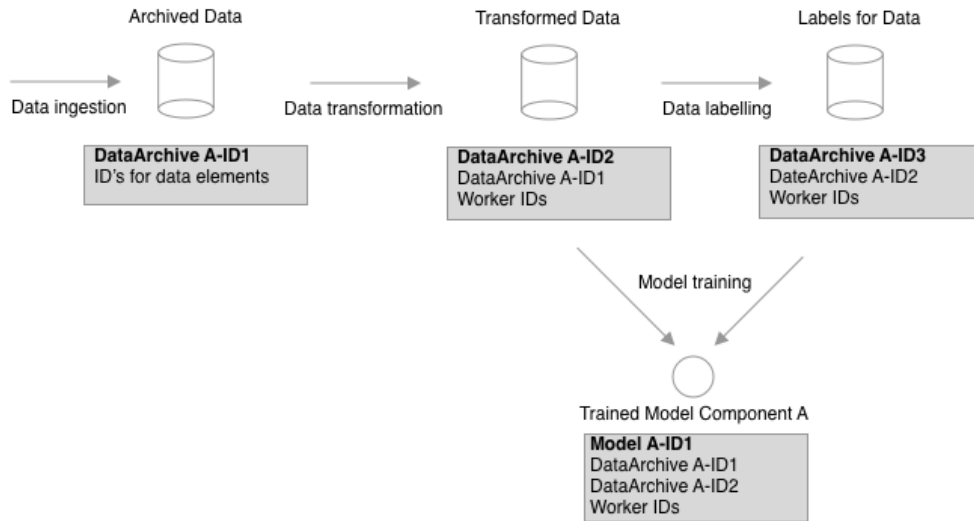 Archived Data
Transformed Data
Labels for Data
Data ingestion
Data transformation
Data labelling
DataArchive A-ID1
ID's for data elements
DataArchive A-ID2
DataArchive A-ID1
Worker IDs
DataArchive A-ID3
DateArchive A-ID2
Worker IDs
Model training
Trained Model Component A
Model A-ID1
DataArchive A-ID1
DataArchive A-ID2
Worker IDs